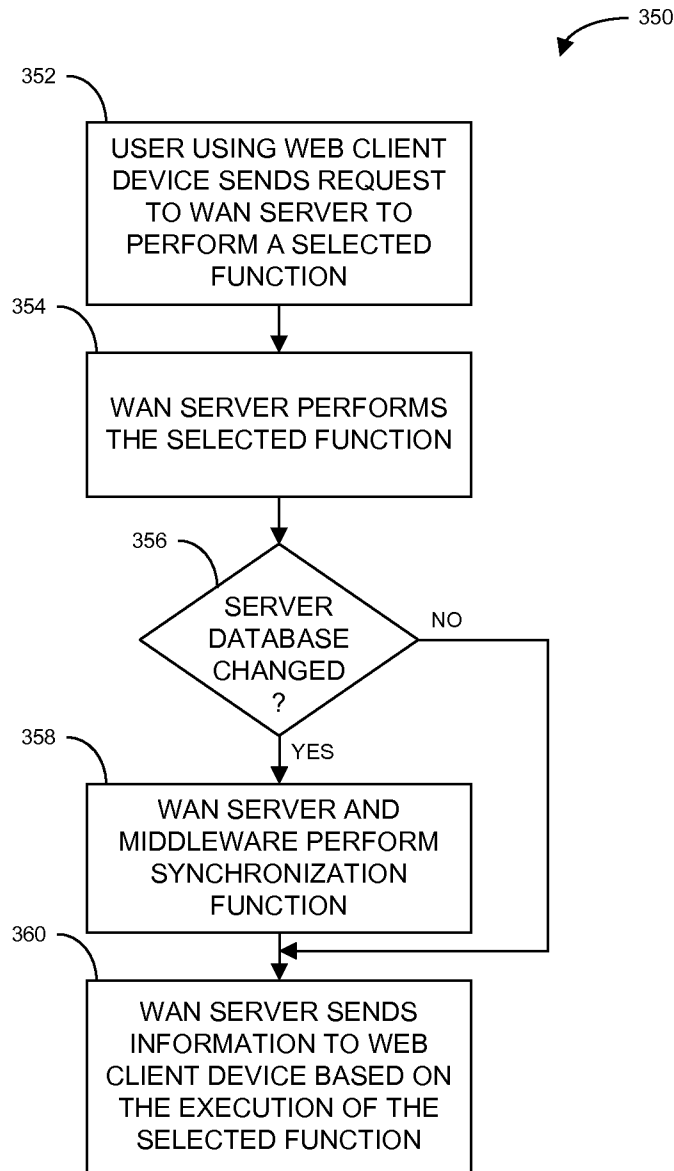 350
352
USER USING WEB CLIENT
DEVICE SENDS REQUEST
TO WAN SERVER TO
PERFORM A SELECTED
FUNCTION
354
WAN SERVER PERFORMS
THE SELECTED FUNCTION
356
SERVER
DATABASE
CHANGED
?
NO
YES
358
WAN SERVER AND
MIDDLEWARE PERFORM
SYNCHRONIZATION
FUNCTION
360
WAN SERVER SENDS
INFORMATION TO WEB
CLIENT DEVICE BASED ON
THE EXECUTION OF THE
SELECTED FUNCTION